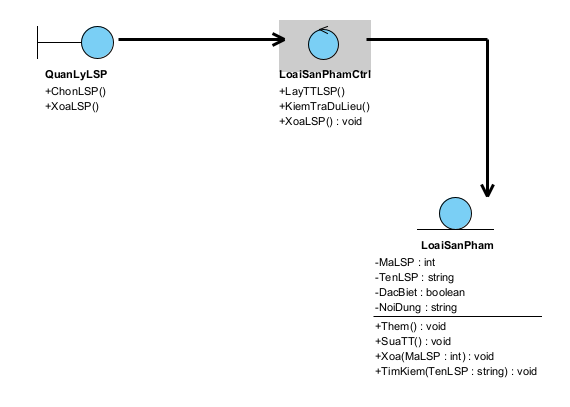 QuanLyLSP
+ChonLSP()
+XoaLSP()
LoaiSanPhamCtrl
+LayTTLSP()
+KiemTraDuLieu()
+XoaLSP() : void
LoaiSanPham
-MaLSP : int
-TenLSP : string
-DacBiet : boolean
-NoiDung : string
+Them() : void
+SuaTT() : void
+Xoa(MaLSP : int) : void
+TimKiem(TenLSP : string) : void